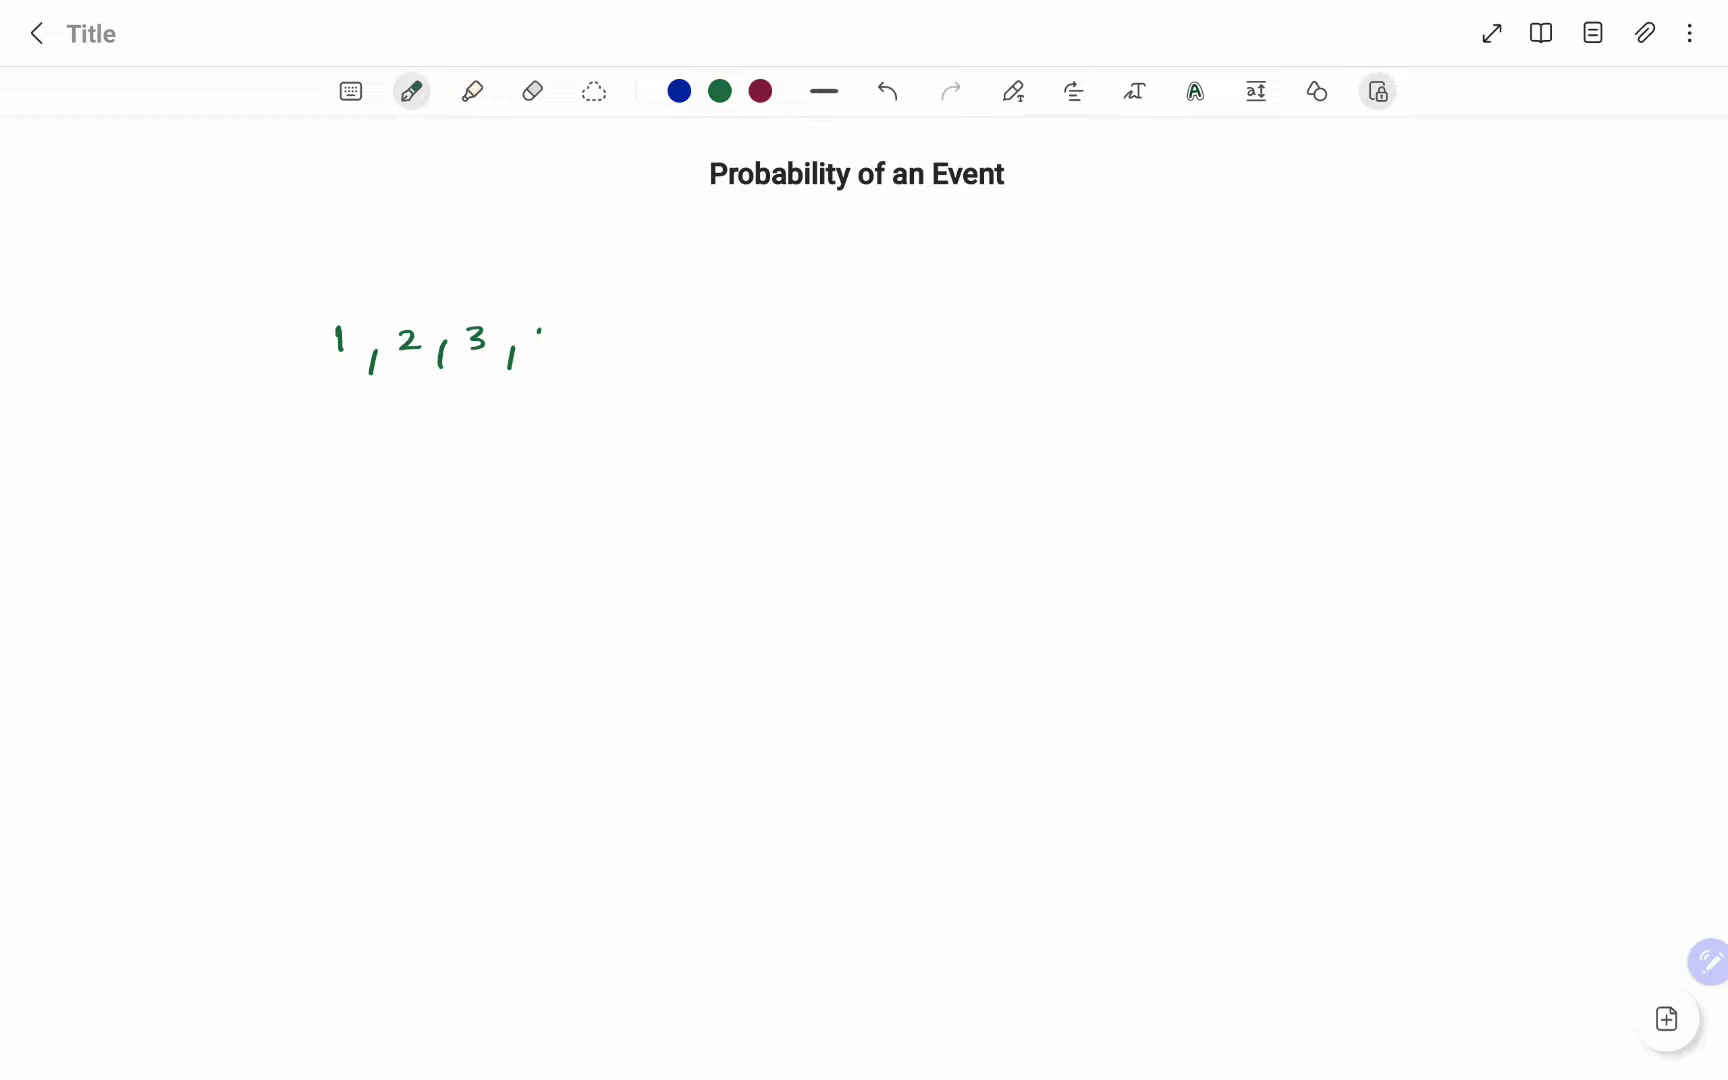 Title
Probability of an Event
1, 2, 3,